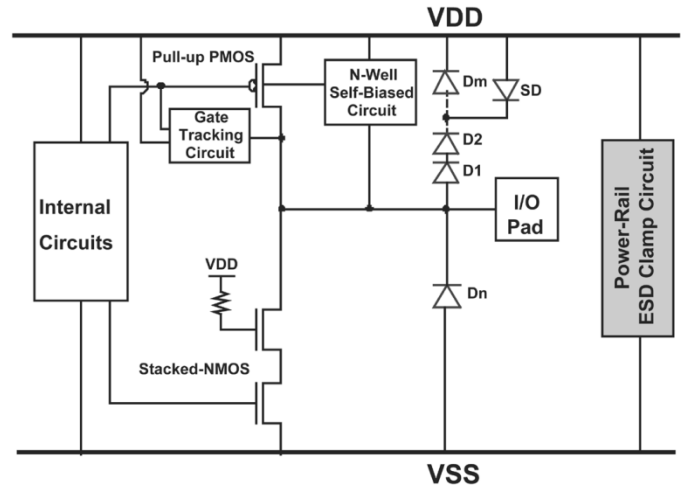 VDD
Pull-up PMOS
N-Well
Self-Biased
Circuit
Dm
SD
Gate
Tracking
Circuit
D2
D1
Internal
Circuits
I/O
Pad
Power-Rail
ESD Clamp Circuit
VDD
Dn
Stacked-NMOS
VSS